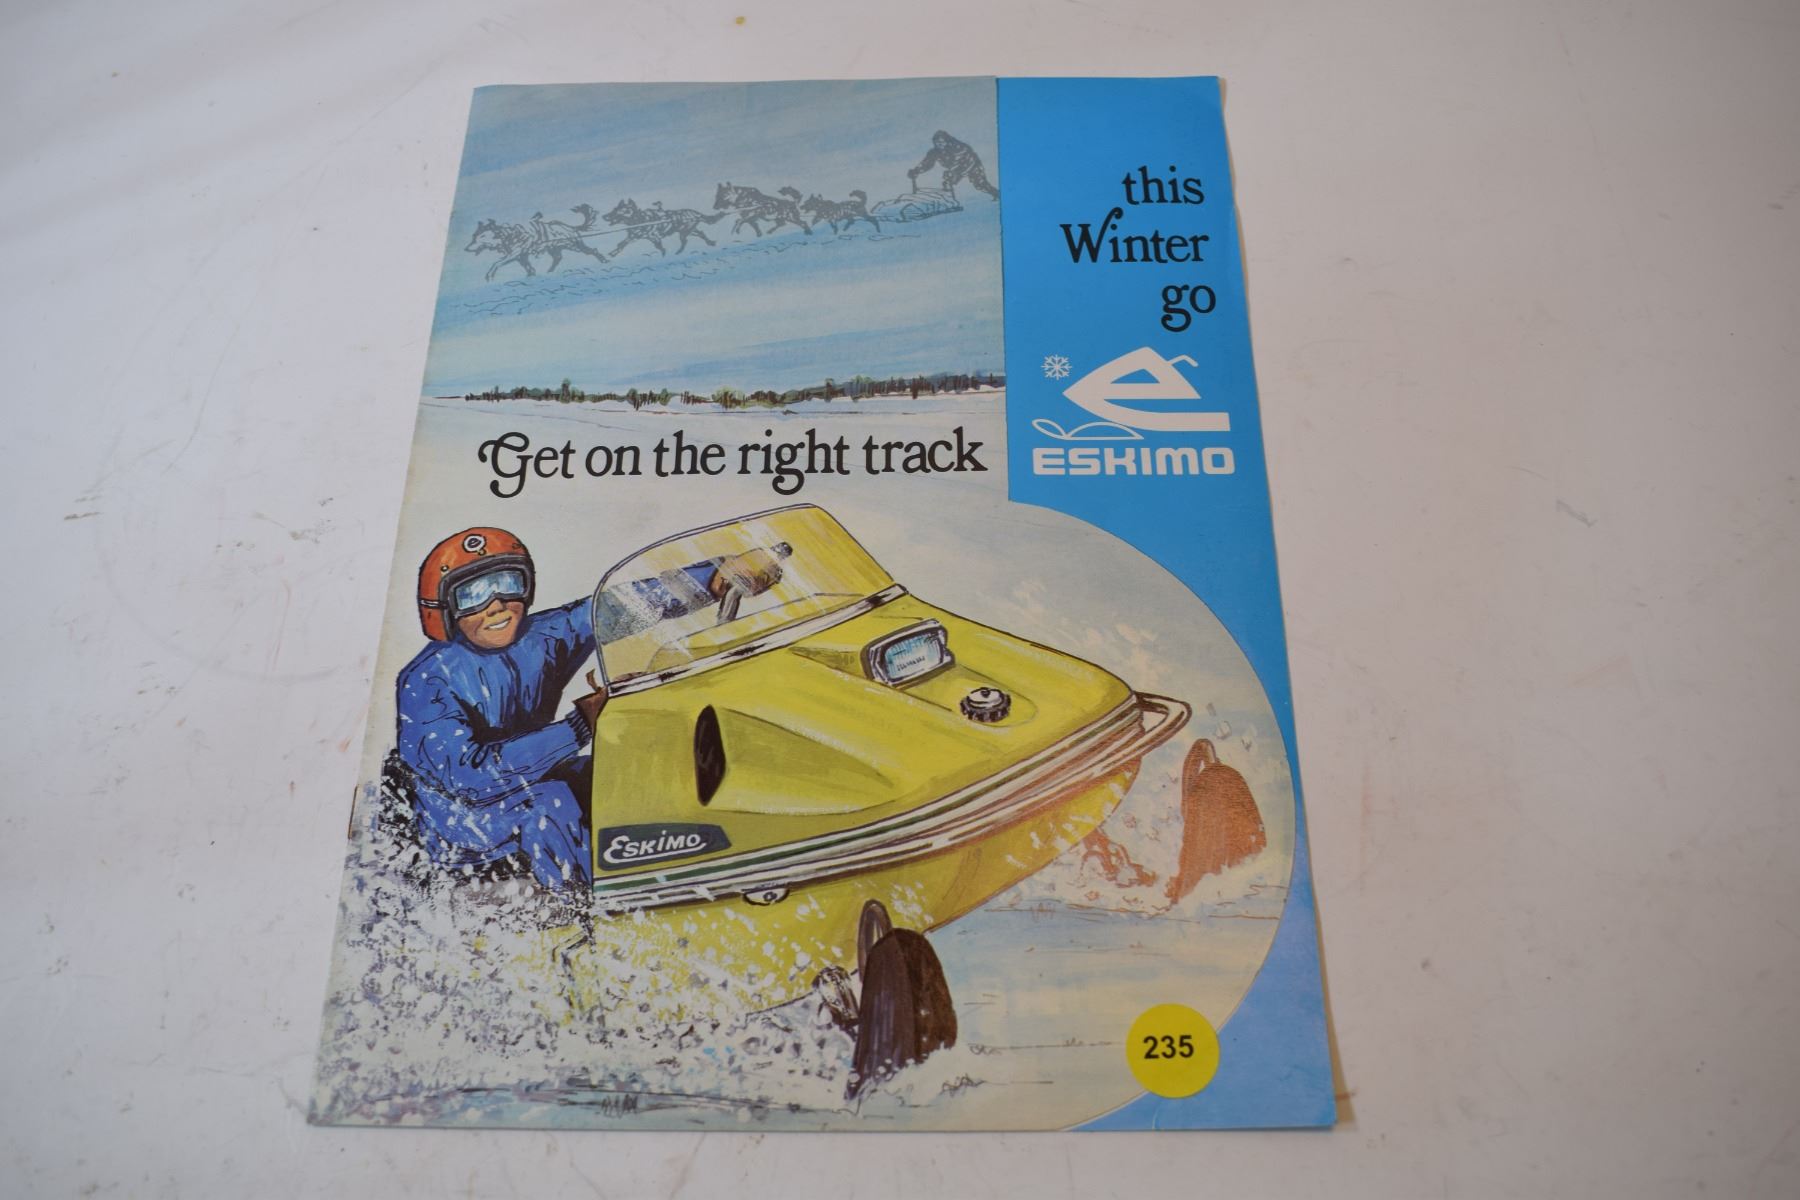 this
Winter
go
e
ESKIMO
Get on the right track
e
ESKIMO
235